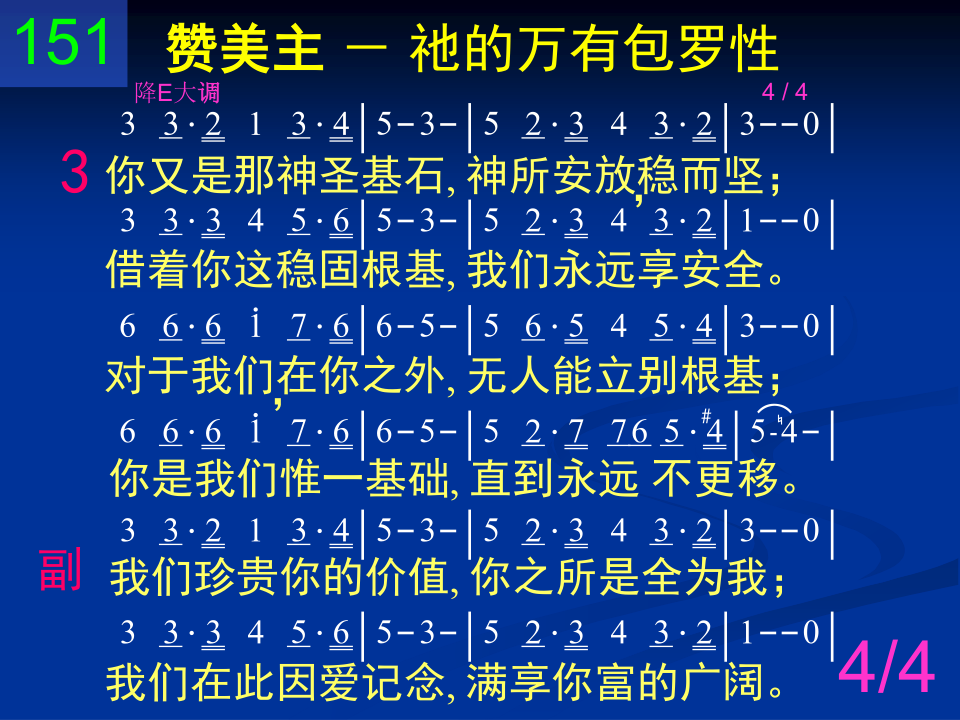 151 赞美主 － 祂的万有包罗性
降E大调 4 / 4
3 3·2 1 3·4|5-3-|5 2·3 4 3·2|3--0|
3 你又是那神圣基石, 神所安放,稳而坚;
3 3·3 4 5·6|5-3-|5 2·3 4 3·2|1--0|
借着你这稳固根基, 我们永远享安全。
6 6·6 i 7·6|6-5-|5 6·5 4 5·4|3--0|
对于我们,在你之外, 无人能立别根基;
6 6·6 i 7·6|6-5-|5 2·7 76 5·#4|5-♮4-|
你是我们惟一基础, 直到永远 不更移。
3 3·2 1 3·4|5-3-|5 2·3 4 3·2|3--0|
副 我们珍贵你的价值, 你之所是全为我;
3 3·3 4 5·6|5-3-|5 2·3 4 3·2|1--0|
我们在此因爱记念, 满享你富的广阔。
4/4